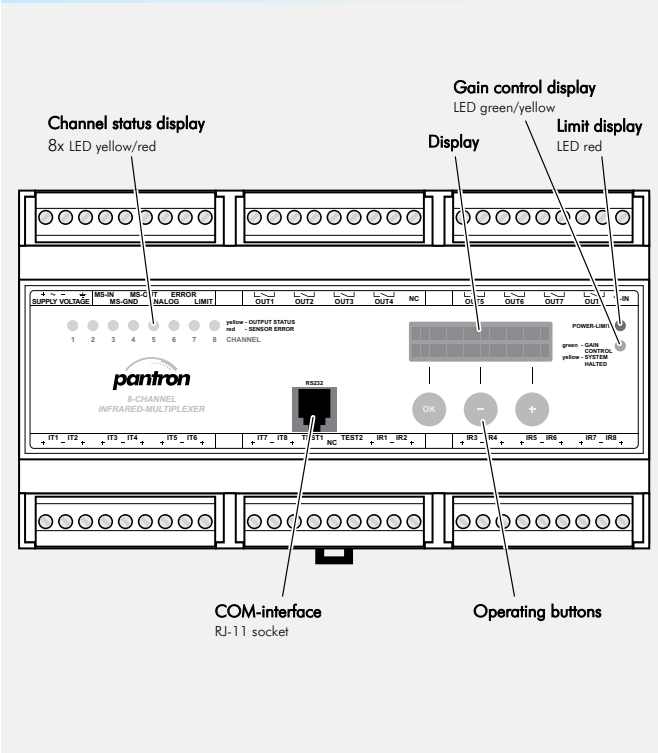 Gain control display
LED green/yellow
Channel status display
8x LED yellow/red
Limit display
LED red
Display
+ ~ - MS-IN MS-OUT ERROR
SUPPLY VOLTAGE MS-GND ANALOG LIMIT
OUT1 OUT2 OUT3 OUT4 NC
OUT5 OUT6 OUT7
yellow - OUTPUT STATUS
red - SENSOR ERROR
1 2 3 4 5 6 7 8 CHANNEL
POWER-LIMIT
green - GAIN
CONTROL
yellow - SYSTEM
HALTED
pantron
8-CHANNEL
INFRARED-MULTIPLEXER
RS232
OK - +
+ IT1 - IT2 + + IT3 - IT4 + + IT5 - IT6 +
+ IT7 - IT8 + TEST1 NC TEST2 + IR1 - IR2 +
+ IR3 - IR4 + + IR5 - IR6 + + IR7 - IR8 +
COM-interface
RJ-11 socket
Operating buttons